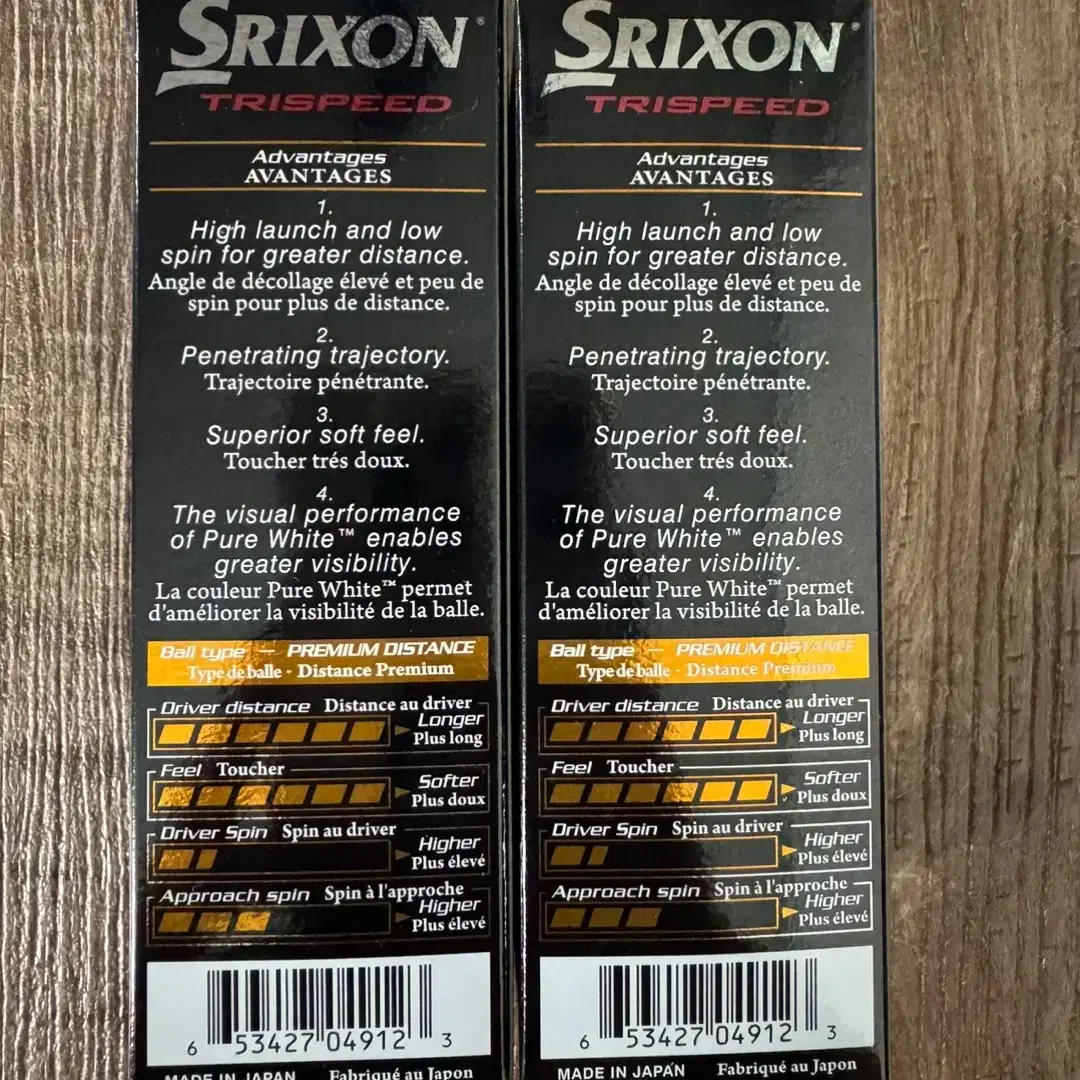 SRIXON®
TRISPEED
Advantages
AVANTAGES
1.
High launch and low
spin for greater distance.
Angle de décollage élevé et peu de
spin pour plus de distance.
2.
Penetrating trajectory.
Trajectoire pénétrante.
3.
Superior soft feel.
Toucher trés doux.
4.
The visual performance
of Pure White™ enables
greater visibility.
La couleur Pure White™ permet
d'améliorer la visibilité de la balle.
Ball type — PREMIUM DISTANCE
Type de balle - Distance Premium
Driver distance Distance au driver
Longer
Plus long
Feel Toucher
Softer
Plus doux
Driver Spin Spin au driver
Higher
Plus élevé
Approach spin Spin à l'approche
Higher
Plus élevé
6 53427 04912 3
MADE IN JAPAN Fabriqué au Japon
SRIXON®
TRISPEED
Advantages
AVANTAGES
1.
High launch and low
spin for greater distance.
Angle de décollage élevé et peu de
spin pour plus de distance.
2.
Penetrating trajectory.
Trajectoire pénétrante.
3.
Superior soft feel.
Toucher trés doux.
4.
The visual performance
of Pure White™ enables
greater visibility.
La couleur Pure White™ permet
d'améliorer la visibilité de la balle.
Ball type — PREMIUM DISTANCE
Type de balle - Distance Premium
Driver distance Distance au driver
Longer
Plus long
Feel Toucher
Softer
Plus doux
Driver Spin Spin au driver
Higher
Plus élevé
Approach spin Spin à l'approche
Higher
Plus élevé
6 53427 04912 3
MADE IN JAPAN Fabriqué au Japon